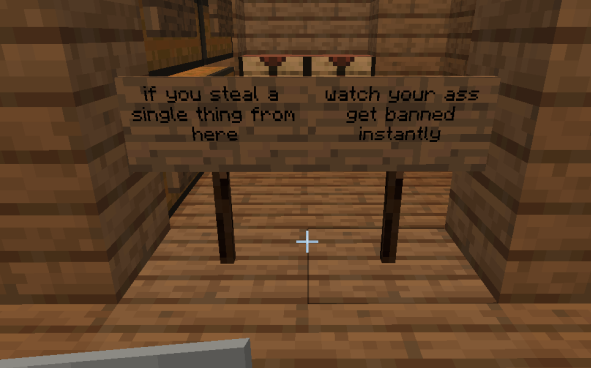 if you steal a
single thing from
here
watch your ass
get banned
instantly